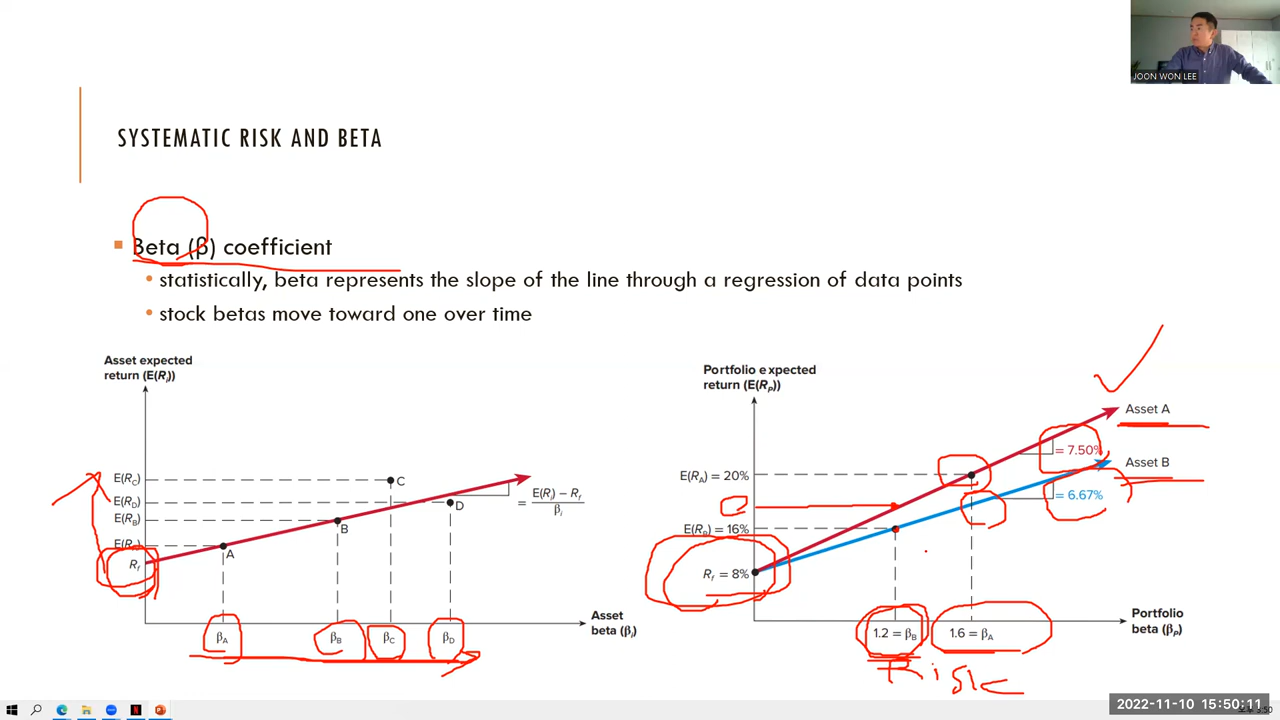 JOON WON LEE
SYSTEMATIC RISK AND BETA
Beta (β) coefficient
statistically, beta represents the slope of the line through a regression of data points
stock betas move toward one over time
Asset expected
return (E(Ri))
E(RC)
E(RD)
E(RB)
Rf
A
B
C
D
= E(Ri) − Rf
βi
Asset
beta (βi)
βA
βB
βC
βD
Portfolio expected
return (E(RP))
Asset A
= 7.50%
Asset B
= 6.67%
E(RA) = 20%
= 16%
Rf = 8%
1.2 = βB
1.6 = βA
Portfolio
beta (βP)
Risk
2022-11-10 15:50:11